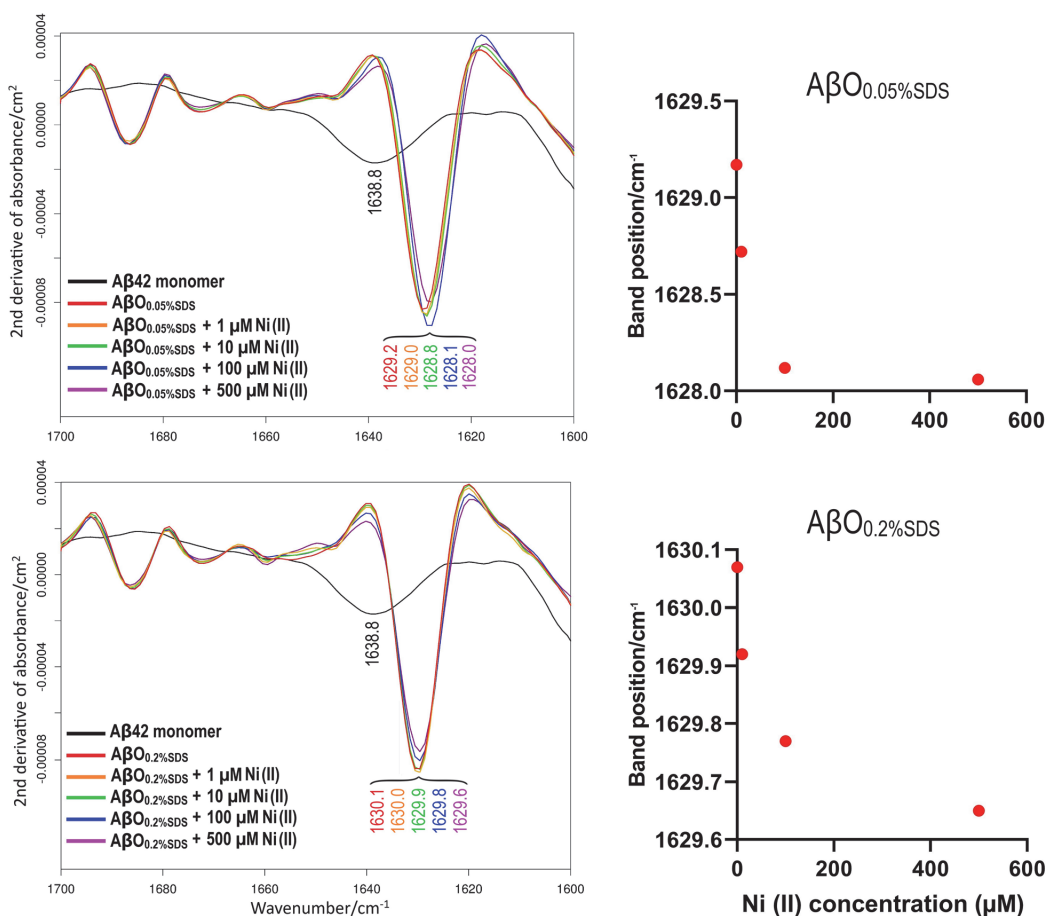 2nd derivative of absorbance/cm²
0.00004
0.00000
-0.00004
-0.00008
1638.8
Aβ42 monomer
AβO0.05%SDS
AβO0.05%SDS + 1 µM Ni(II)
AβO0.05%SDS + 10 µM Ni(II)
AβO0.05%SDS + 100 µM Ni(II)
AβO0.05%SDS + 500 µM Ni(II)
1629.2
1629.0
1628.8
1628.1
1628.0
1700 1680 1660 1640 1620 1600
AβO0.05%SDS
Band position/cm-1
1629.5
1629.0
1628.5
1628.0
0 200 400 600
2nd derivative of absorbance/cm²
0.00004
0.00000
-0.00004
-0.00008
1638.8
Aβ42 monomer
AβO0.2%SDS
AβO0.2%SDS + 1 µM Ni(II)
AβO0.2%SDS + 10 µM Ni(II)
AβO0.2%SDS + 100 µM Ni(II)
AβO0.2%SDS + 500 µM Ni(II)
1630.1
1630.0
1629.9
1629.8
1629.6
1700 1680 1660 1640 1620 1600
Wavenumber/cm-1
AβO0.2%SDS
Band position/cm-1
1630.1
1630.0
1629.9
1629.8
1629.7
1629.6
0 200 400 600
Ni (II) concentration (µM)